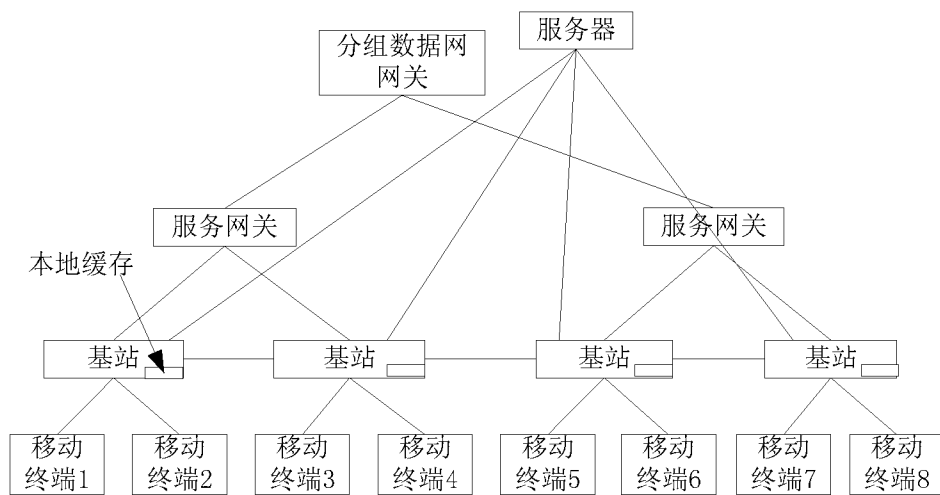 服务器
分组数据网
网关
服务网关
服务网关
本地缓存
基站
基站
基站
基站
移动
终端1
移动
终端2
移动
终端3
移动
终端4
移动
终端5
移动
终端6
移动
终端7
移动
终端8